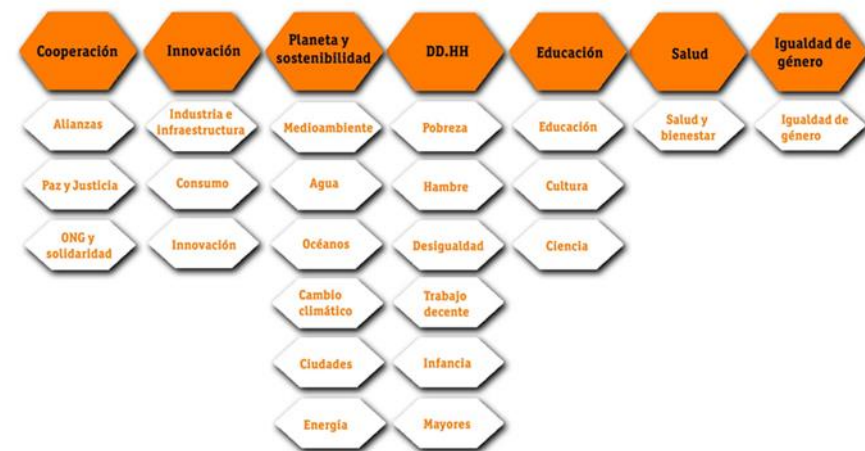 Cooperación
Innovación
Planeta y
sostenibilidad
DD.HH
Educación
Salud
Igualdad de
género
Alianzas
Industria e
infraestructura
Medioambiente
Pobreza
Educación
Salud y
bienestar
Igualdad de
género
Paz y Justicia
Consumo
Agua
Hambre
Cultura
ONG y
solidaridad
Innovación
Océanos
Desigualdad
Ciencia
Cambio
climático
Trabajo
decente
Ciudades
Infancia
Energía
Mayores